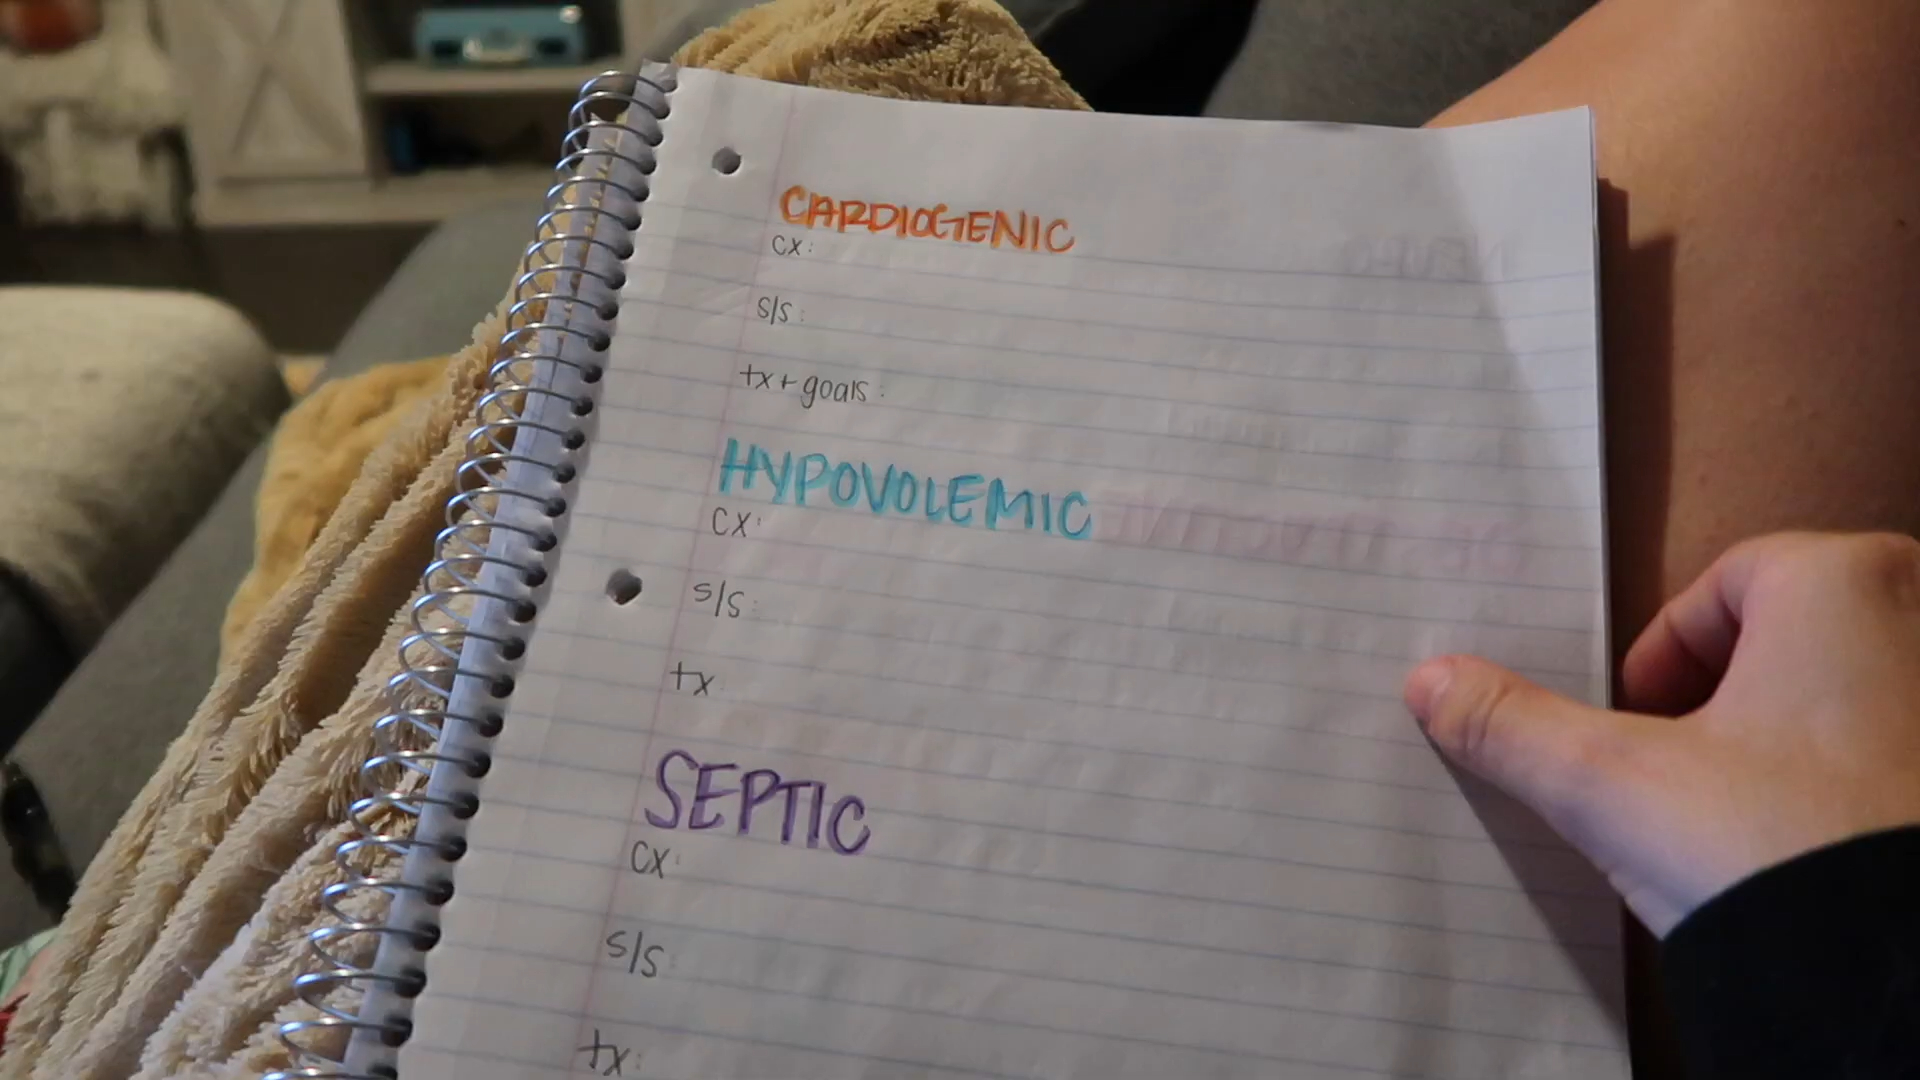 CARDIOGENIC
cx:
s/s:
tx + goals:
HYPOVOLEMIC
cx:
s/s:
tx:
SEPTIC
cx:
s/s:
tx: